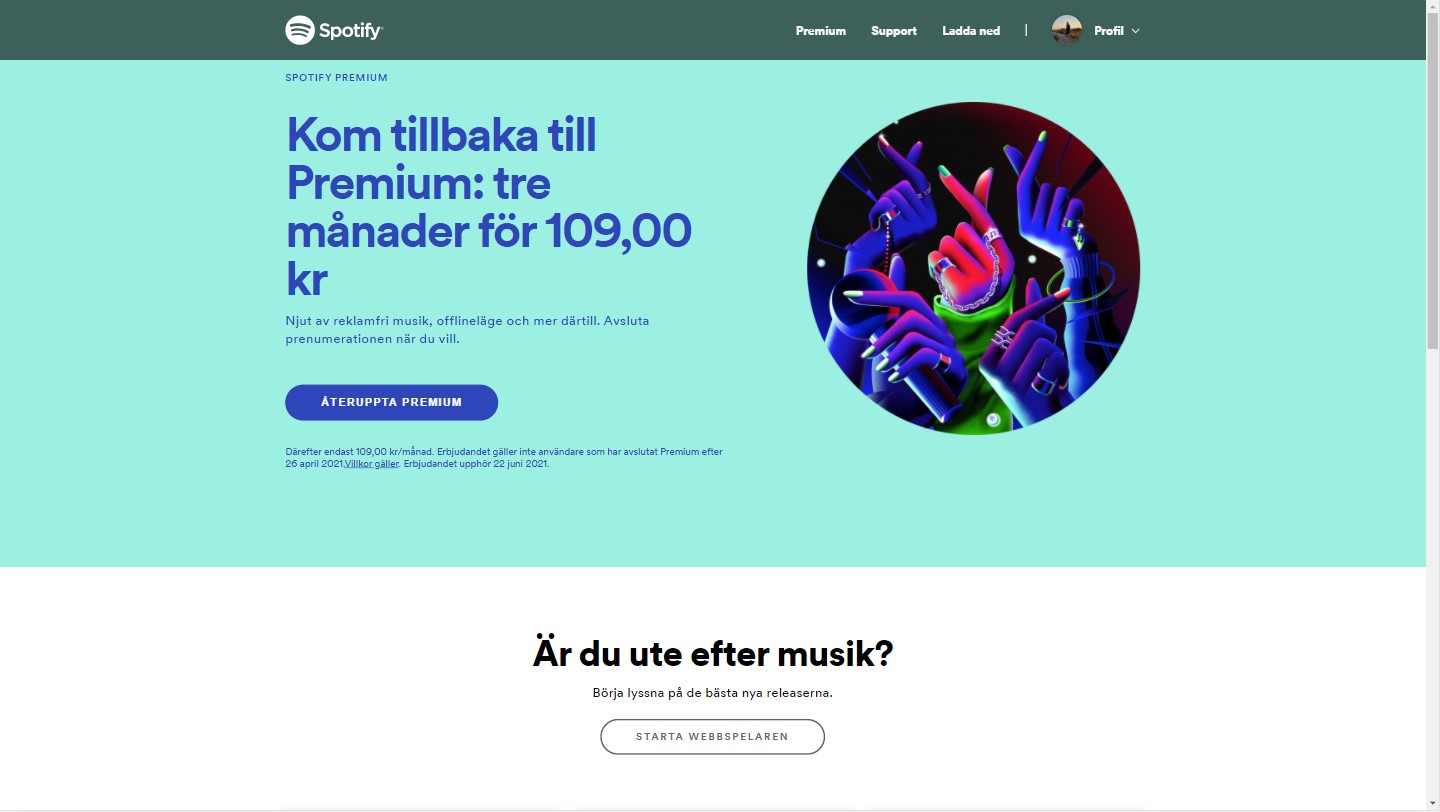 Spotify
Premium Support Ladda ned | Profil
SPOTIFY PREMIUM
Kom tillbaka till
Premium: tre
månader för 109,00
kr
Njut av reklamfri musik, offlineläge och mer därtill. Avsluta
prenumerationen när du vill.
ÅTERUPPTA PREMIUM
Därefter endast 109,00 kr/månad. Erbjudandet gäller inte användare som har avslutat Premium efter
26 april 2021.Villkor gäller. Erbjudandet upphör 22 juni 2021.
Är du ute efter musik?
Börja lyssna på de bästa nya releaserna.
STARTA WEBBSPELAREN